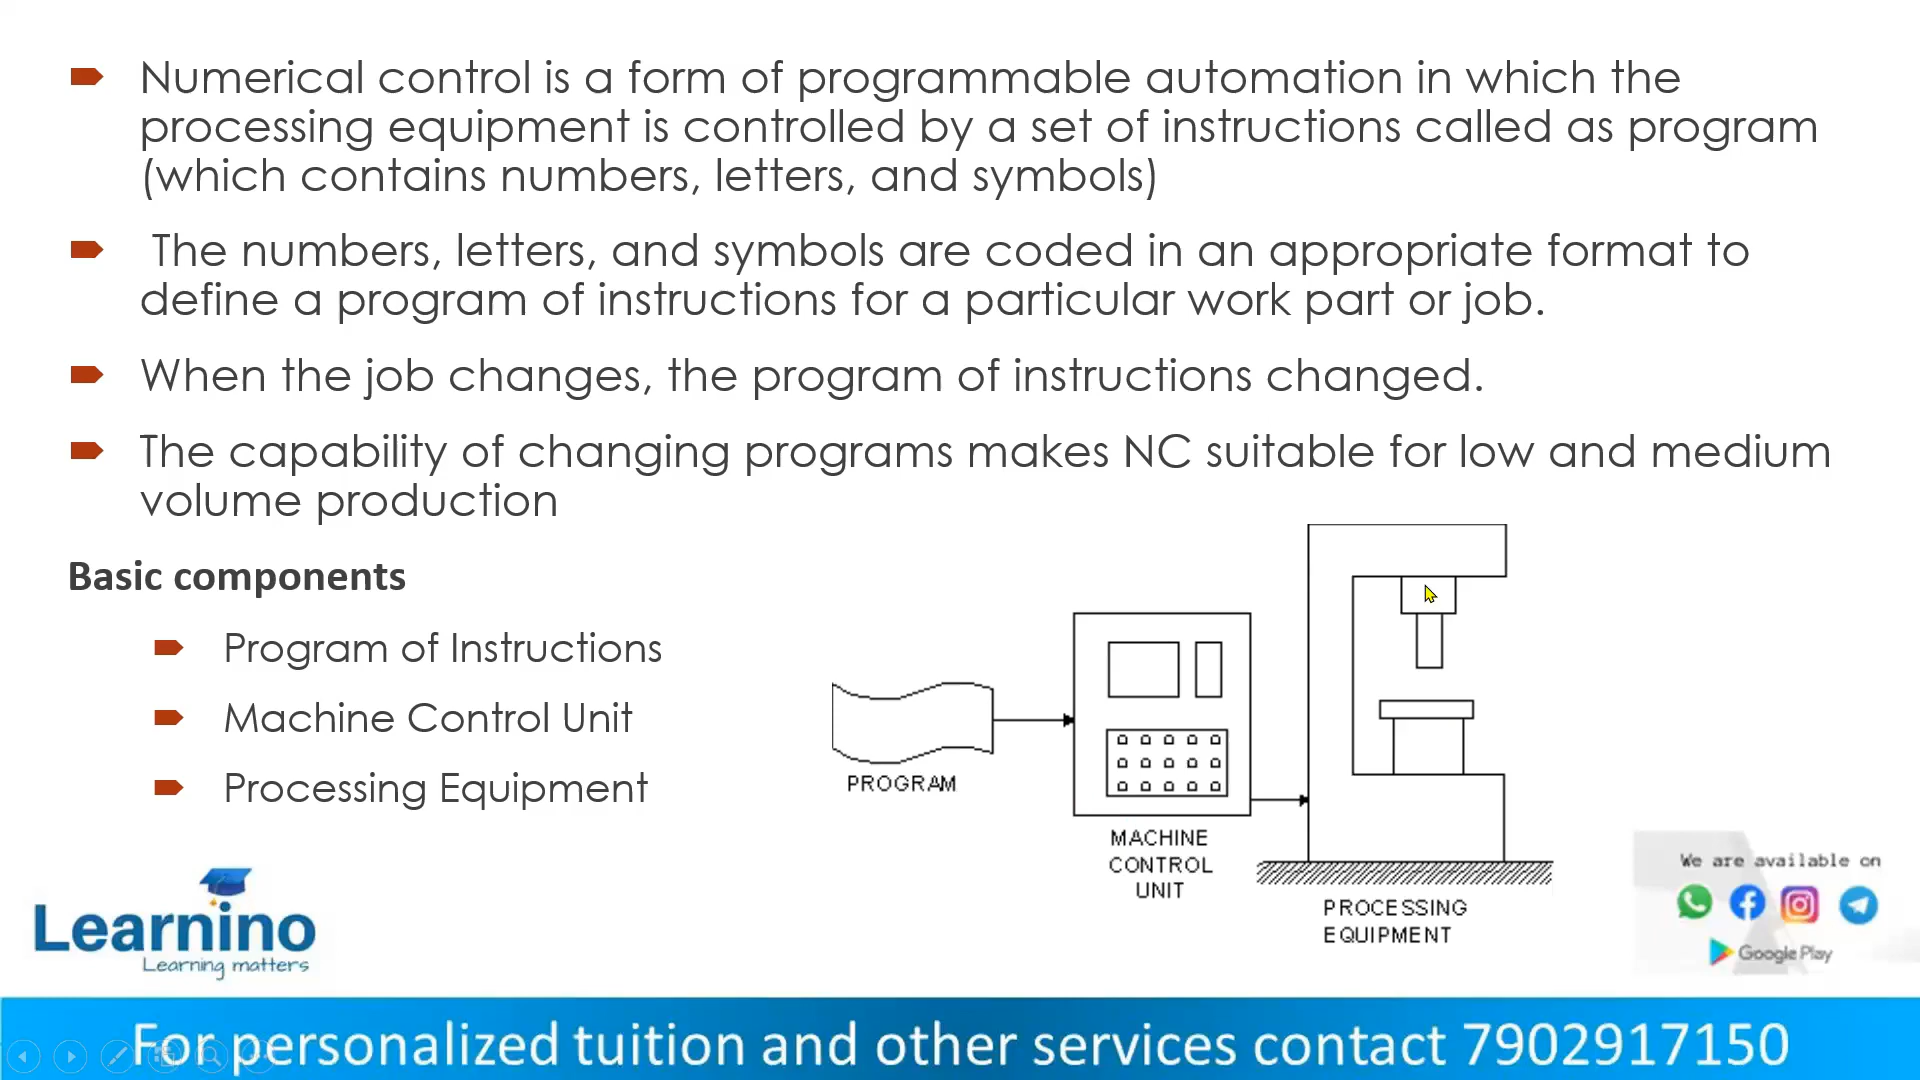 Numerical control is a form of programmable automation in which the
processing equipment is controlled by a set of instructions called as program
(which contains numbers, letters, and symbols)
The numbers, letters, and symbols are coded in an appropriate format to
define a program of instructions for a particular work part or job.
When the job changes, the program of instructions changed.
The capability of changing programs makes NC suitable for low and medium
volume production
Basic components
Program of Instructions
Machine Control Unit
Processing Equipment
PROGRAM
MACHINE
CONTROL
UNIT
PROCESSING
EQUIPMENT
Learnino
Learning matters
We are available on
Google Play
For personalized tuition and other services contact 7902917150